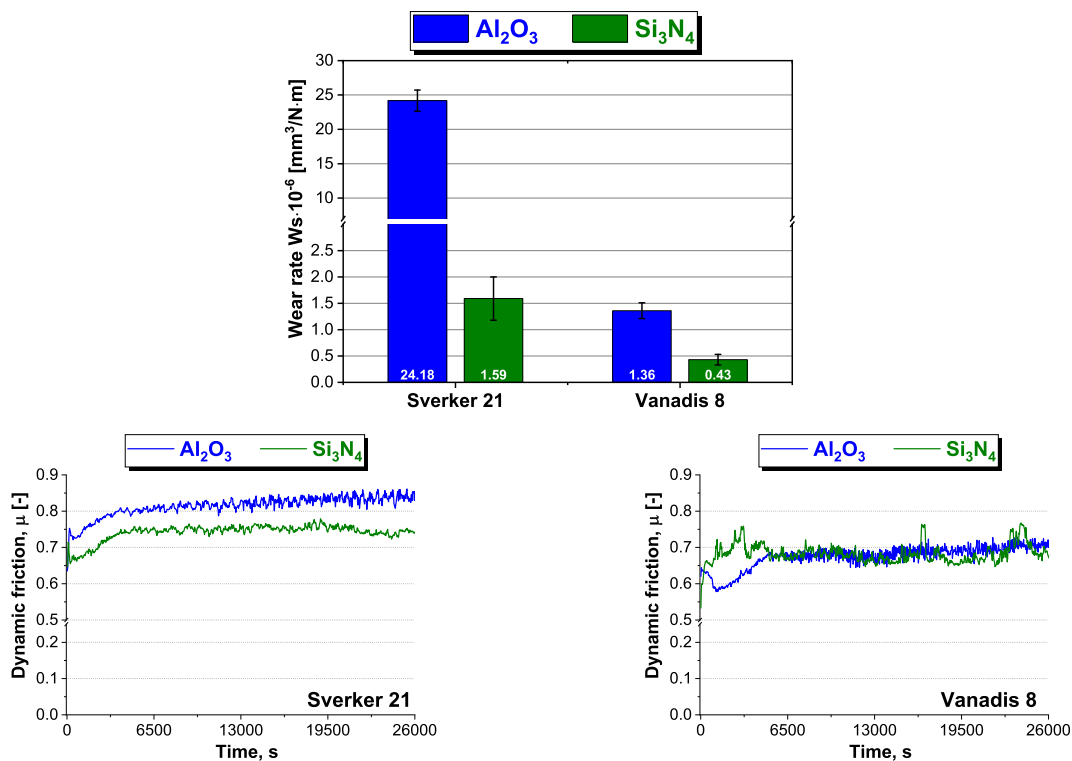 Al₂O₃ Si₃N₄
Wear rate Ws·10⁻⁶ [mm³/N·m]
30
25
20
15
10
2.5
2.0
1.5
1.0
0.5
0.0
24.18 1.59 1.36 0.43
Sverker 21 Vanadis 8
Al₂O₃ Si₃N₄
Dynamic friction, μ [-]
0.9
0.8
0.7
0.6
0.5
0.2
0.1
0.0
Sverker 21
0 6500 13000 19500 26000
Time, s
Al₂O₃ Si₃N₄
Dynamic friction, μ [-]
0.9
0.8
0.7
0.6
0.5
0.2
0.1
0.0
Vanadis 8
0 6500 13000 19500 26000
Time, s